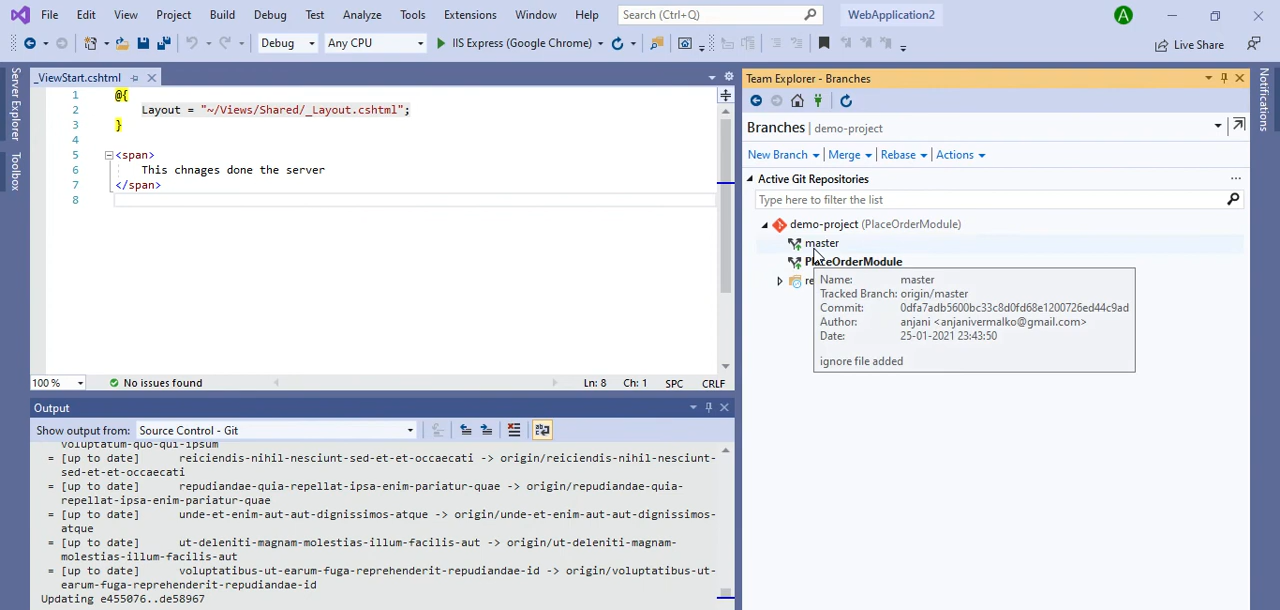 File Edit View Project Build Debug Test Analyze Tools Extensions Window Help Search (Ctrl+Q) WebApplication2 A
Debug Any CPU IIS Express (Google Chrome) Live Share
Server Explorer
Toolbox
_ViewStart.cshtml
1 @{
2 Layout = "~/Views/Shared/_Layout.cshtml";
3 }
4
5 <span>
6 This chnages done the server
7 </span>
8
100 % No issues found Ln: 8 Ch: 1 SPC CRLF
Output
Show output from: Source Control - Git
voluptatum-quo-qui-ipsum
= [up to date] reiciendis-nihil-nesciunt-sed-et-et-occaecati -> origin/reiciendis-nihil-nesciunt-
sed-et-et-occaecati
= [up to date] repudiandae-quia-repellat-ipsa-enim-pariatur-quae -> origin/repudiandae-quia-
repellat-ipsa-enim-pariatur-quae
= [up to date] unde-et-enim-aut-aut-dignissimos-atque -> origin/unde-et-enim-aut-aut-dignissimos-
atque
= [up to date] ut-deleniti-magnam-molestias-illum-facilis-aut -> origin/ut-deleniti-magnam-
molestias-illum-facilis-aut
= [up to date] voluptatibus-ut-earum-fuga-reprehenderit-repudiandae-id -> origin/voluptatibus-ut-
earum-fuga-reprehenderit-repudiandae-id
Updating e455076..de58967
Team Explorer - Branches
Branches | demo-project
New Branch | Merge | Rebase | Actions
Active Git Repositories
Type here to filter the list
demo-project (PlaceOrderModule)
master
PlaceOrderModule
Name: master
Tracked Branch: origin/master
Commit: 0dfa7adb5600bc33c8d0fd68e1200726ed44c9ad
Author: anjani <anjanivermalko@gmail.com>
Date: 25-01-2021 23:43:50
ignore file added
Notifications